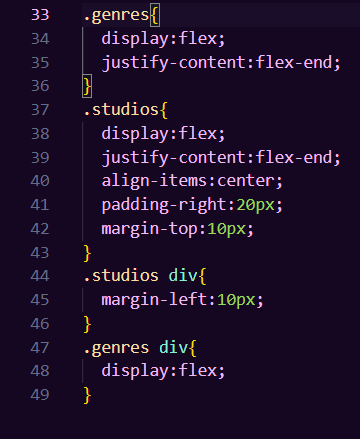 33 .genres{
34 display:flex;
35 justify-content:flex-end;
36 }
37 .studios{
38 display:flex;
39 justify-content:flex-end;
40 align-items:center;
41 padding-right:20px;
42 margin-top:10px;
43 }
44 .studios div{
45 margin-left:10px;
46 }
47 .genres div{
48 display:flex;
49 }